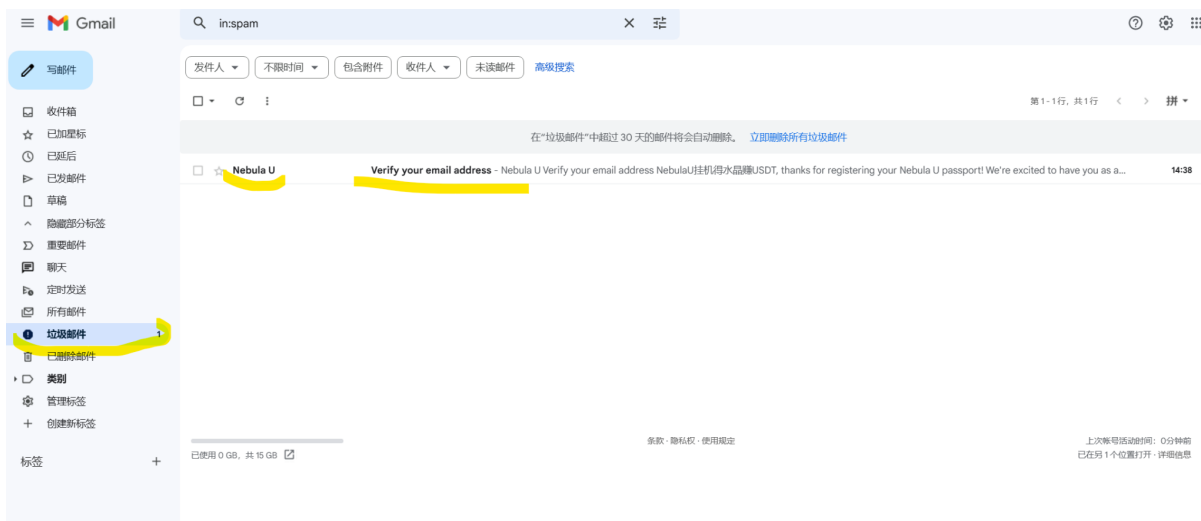 Gmail
in:spam
写邮件
发件人 不限时间 包含附件 收件人 未读邮件 高级搜索
第1-1行，共1行 拼
收件箱
已加星标
已延后
已发邮件
草稿
隐藏部分标签
重要邮件
聊天
定时发送
所有邮件
垃圾邮件 1
已删除邮件
类别
管理标签
创建新标签
标签
在“垃圾邮件”中超过 30 天的邮件将会自动删除。 立即删除所有垃圾邮件
Nebula U Verify your email address - Nebula U Verify your email address NebulaU挂机得水晶赚USDT, thanks for registering your Nebula U passport! We're excited to have you as a... 14:38
已使用 0 GB，共 15 GB
条款 · 隐私权 · 使用规定
上次帐号活动时间：0分钟前
已在另 1 个位置打开 · 详细信息